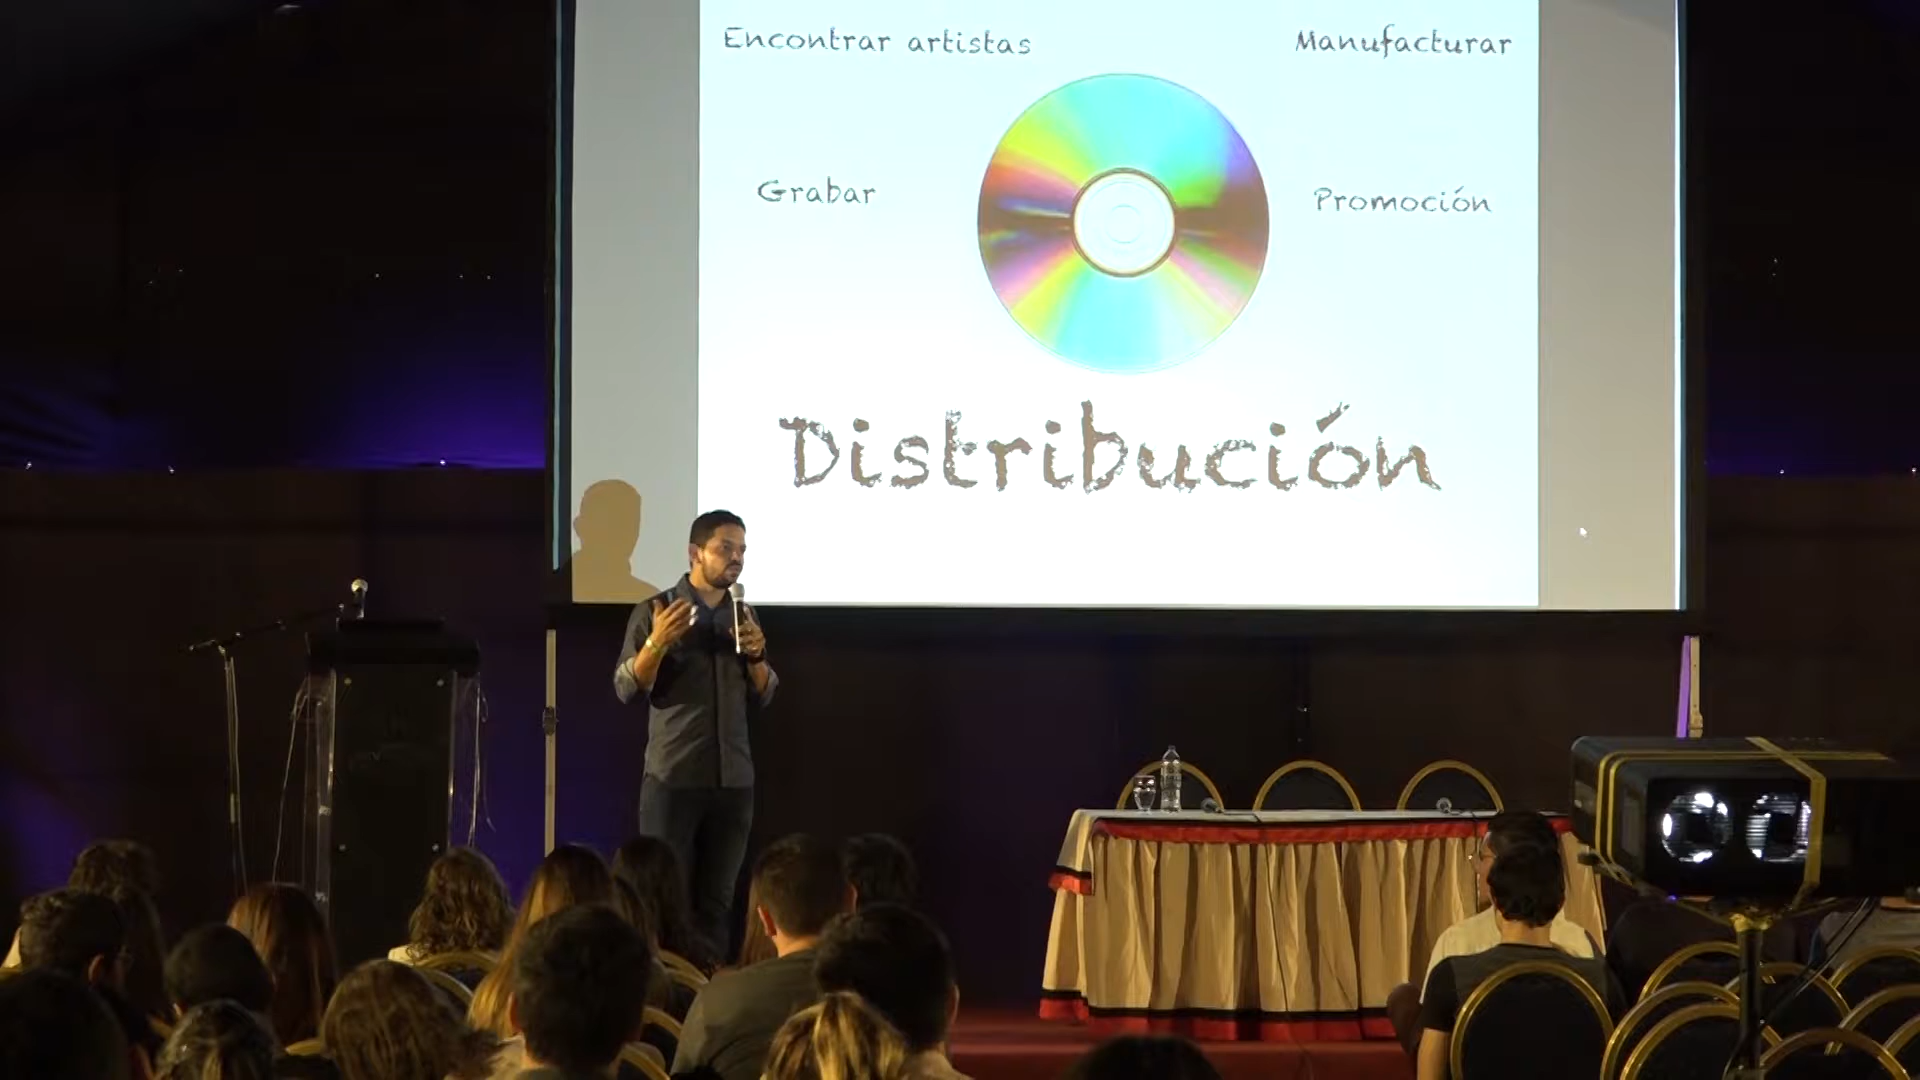 Encontrar artistas
Manufacturar
Grabar
Promoción
Distribución